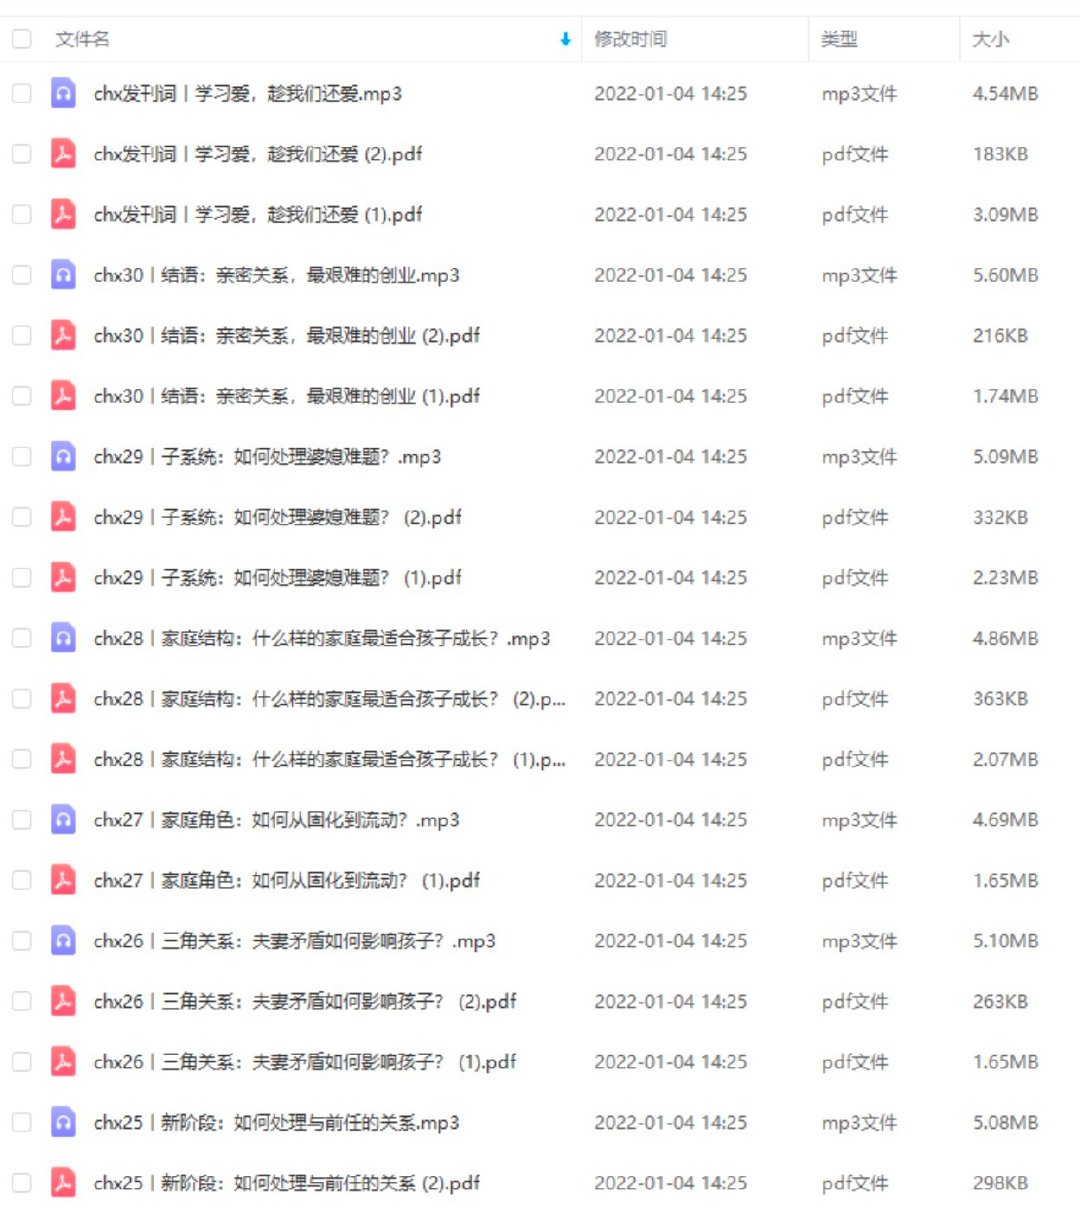 文件名 修改时间 类型 大小
chx发刊词丨学习爱，趁我们还爱.mp3 2022-01-04 14:25 mp3文件 4.54MB
chx发刊词丨学习爱，趁我们还爱 (2).pdf 2022-01-04 14:25 pdf文件 183KB
chx发刊词丨学习爱，趁我们还爱 (1).pdf 2022-01-04 14:25 pdf文件 3.09MB
chx30丨结语：亲密关系，最艰难的创业.mp3 2022-01-04 14:25 mp3文件 5.60MB
chx30丨结语：亲密关系，最艰难的创业 (2).pdf 2022-01-04 14:25 pdf文件 216KB
chx30丨结语：亲密关系，最艰难的创业 (1).pdf 2022-01-04 14:25 pdf文件 1.74MB
chx29丨子系统：如何处理婆媳难题？.mp3 2022-01-04 14:25 mp3文件 5.09MB
chx29丨子系统：如何处理婆媳难题？ (2).pdf 2022-01-04 14:25 pdf文件 332KB
chx29丨子系统：如何处理婆媳难题？ (1).pdf 2022-01-04 14:25 pdf文件 2.23MB
chx28丨家庭结构：什么样的家庭最适合孩子成长？.mp3 2022-01-04 14:25 mp3文件 4.86MB
chx28丨家庭结构：什么样的家庭最适合孩子成长？ (2).p... 2022-01-04 14:25 pdf文件 363KB
chx28丨家庭结构：什么样的家庭最适合孩子成长？ (1).p... 2022-01-04 14:25 pdf文件 2.07MB
chx27丨家庭角色：如何从固化到流动？.mp3 2022-01-04 14:25 mp3文件 4.69MB
chx27丨家庭角色：如何从固化到流动？ (1).pdf 2022-01-04 14:25 pdf文件 1.65MB
chx26丨三角关系：夫妻矛盾如何影响孩子？.mp3 2022-01-04 14:25 mp3文件 5.10MB
chx26丨三角关系：夫妻矛盾如何影响孩子？ (2).pdf 2022-01-04 14:25 pdf文件 263KB
chx26丨三角关系：夫妻矛盾如何影响孩子？ (1).pdf 2022-01-04 14:25 pdf文件 1.65MB
chx25丨新阶段：如何处理与前任的关系.mp3 2022-01-04 14:25 mp3文件 5.08MB
chx25丨新阶段：如何处理与前任的关系 (2).pdf 2022-01-04 14:25 pdf文件 298KB